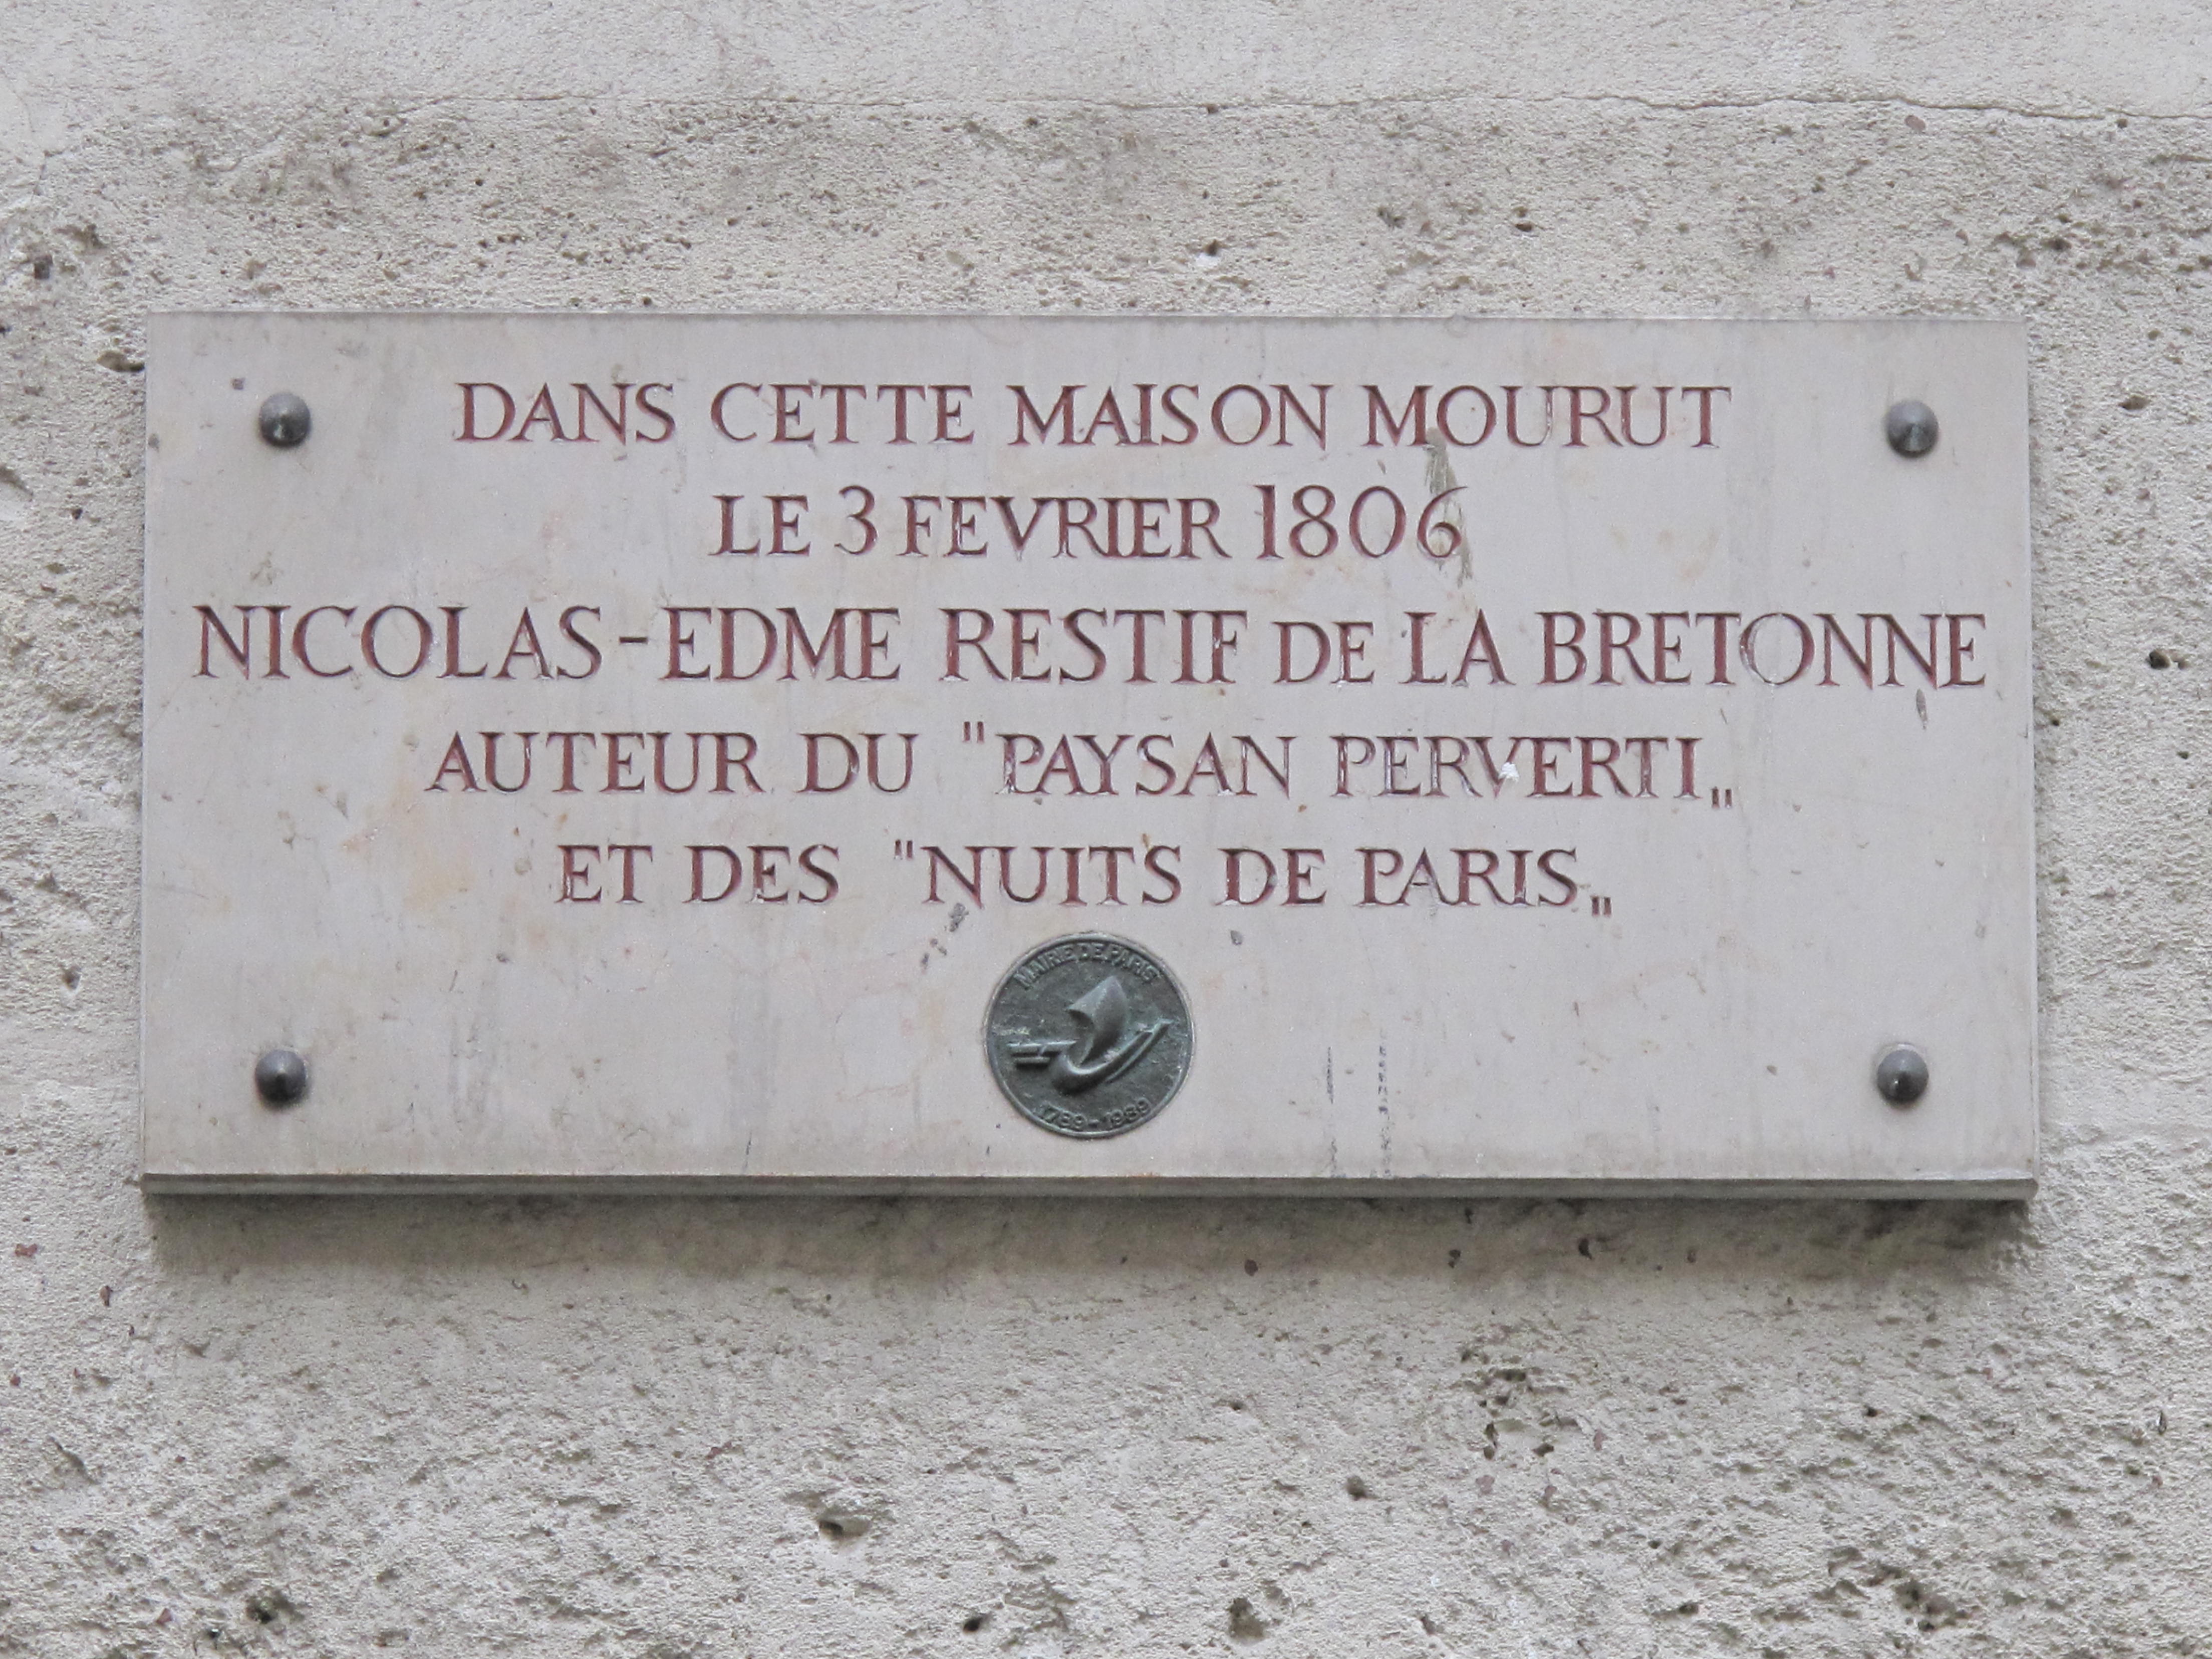 DANS CETTE MAISON MOURUT
LE 3 FEVRIER 1806
NICOLAS-EDME RESTIF DE LA BRETONNE
AUTEUR DU "PAYSAN PERVERTI„
ET DES "NUITS DE PARIS„
MAIRIE DE PARIS
1789-1989